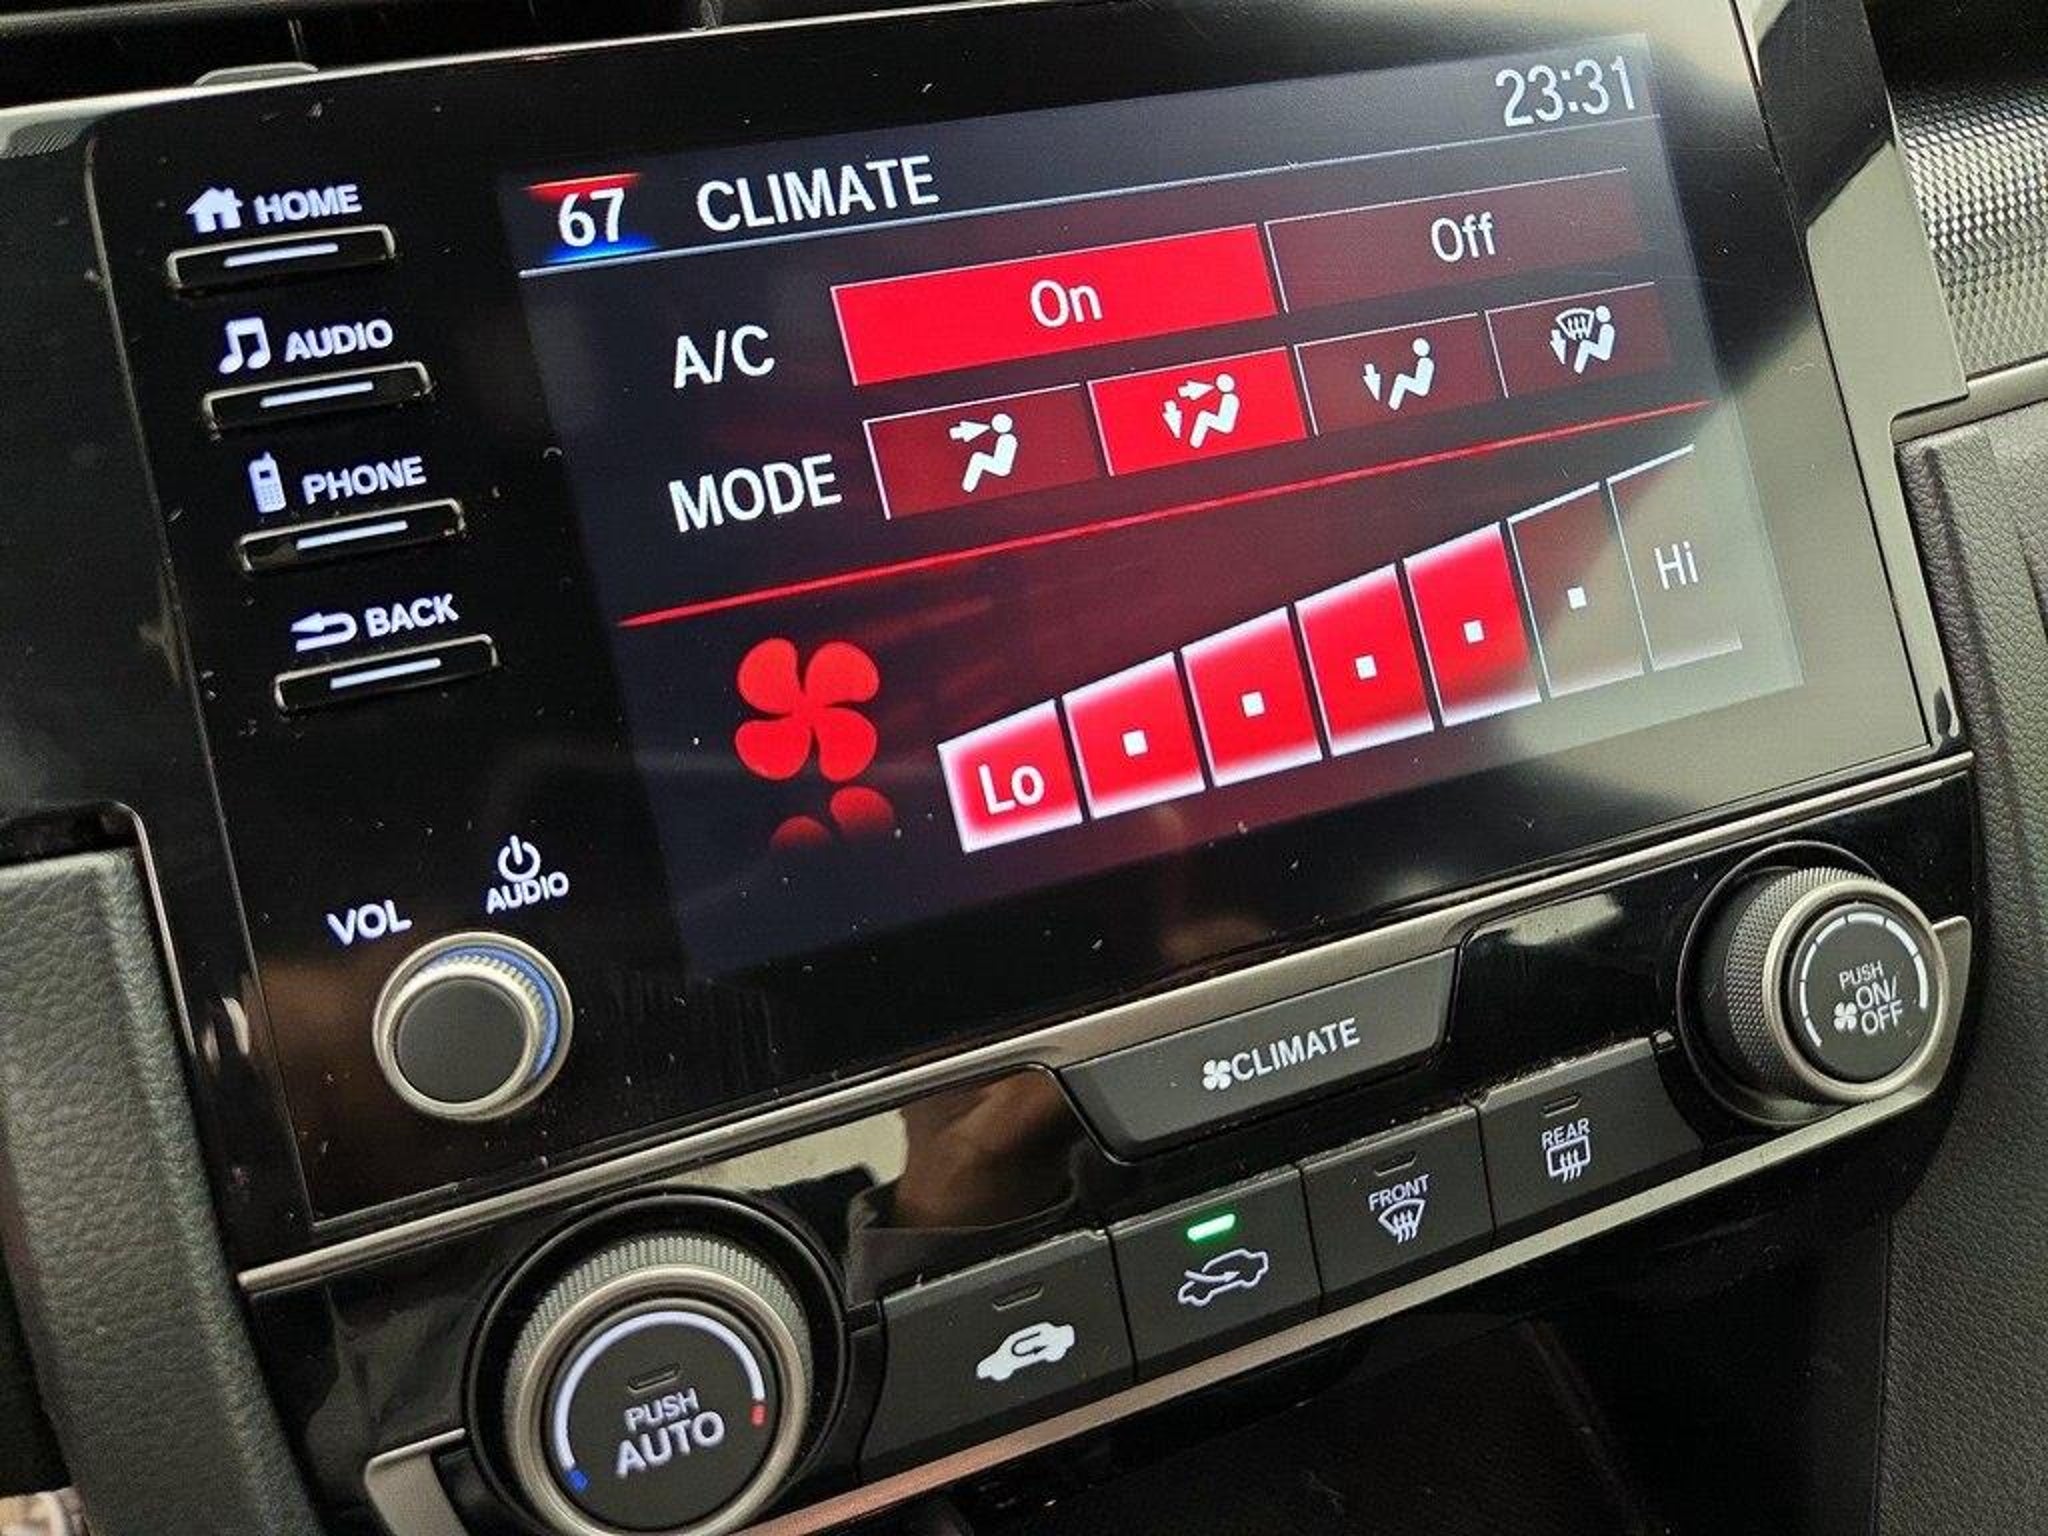 23:31
67 CLIMATE
HOME
A/C On Off
AUDIO
MODE
PHONE
BACK
Lo Hi
VOL AUDIO
CLIMATE
PUSH
ON/
OFF
FRONT
REAR
PUSH
AUTO